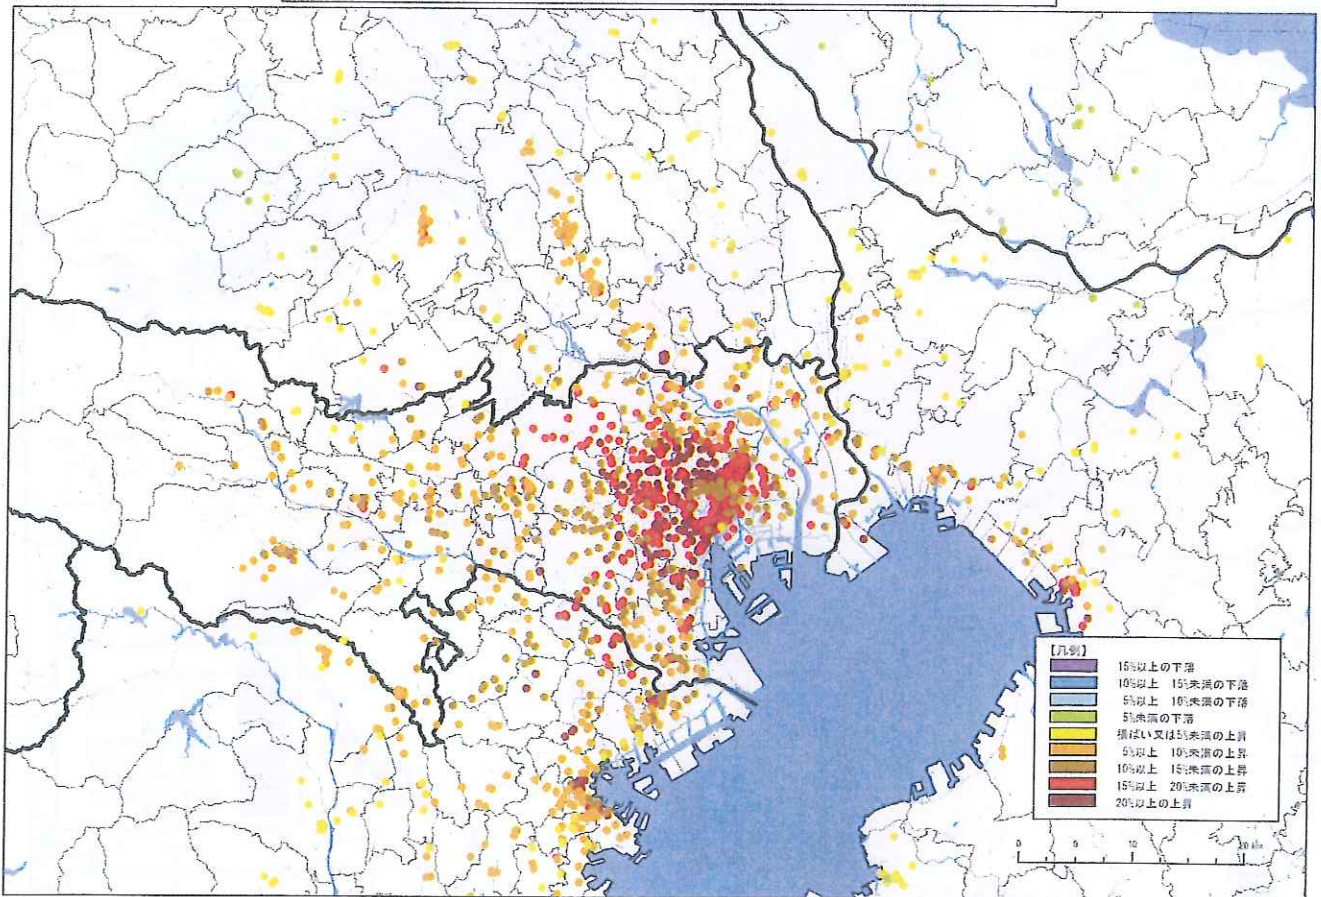 【凡例】
15%以上の下落
10%以上 15%未満の下落
5%以上 10%未満の下落
5%未満の下落
横ばい又は5%未満の上昇
5%以上 10%未満の上昇
10%以上 15%未満の上昇
15%以上 20%未満の上昇
20%以上の上昇
0 5 10 20 km